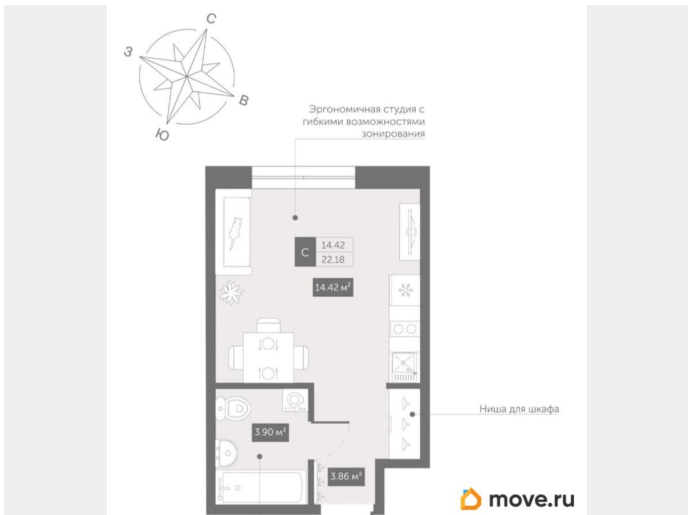 С
З
В
Ю
Эргономичная студия с
гибкими возможностями
зонирования
С
14.42
22.18
14.42 м²
Ниша для шкафа
3.90 м²
3.86 м²
move.ru